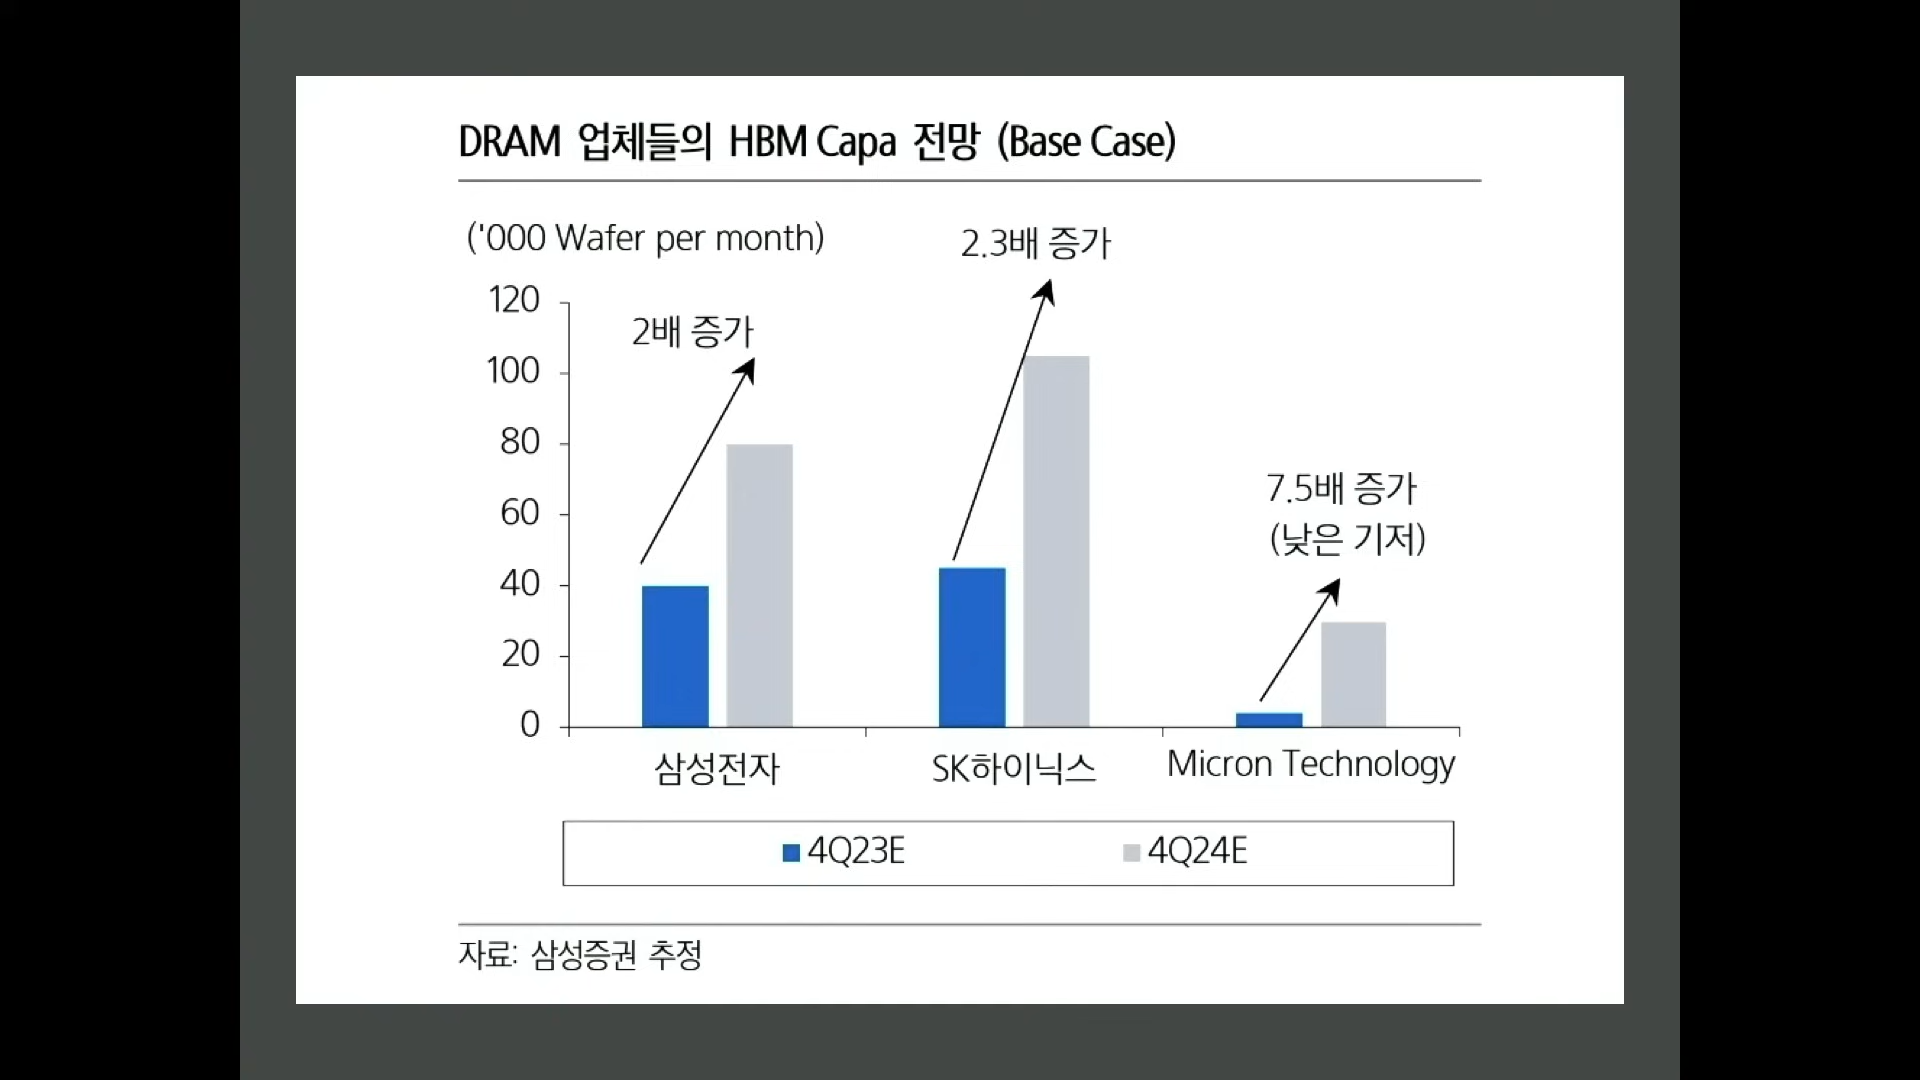 DRAM 업체들의 HBM Capa 전망 (Base Case)
('000 Wafer per month)
2.3배 증가
120
2배 증가
100
80
7.5배 증가
(낮은 기저)
60
40
20
0
삼성전자 SK하이닉스 Micron Technology
4Q23E 4Q24E
자료: 삼성증권 추정